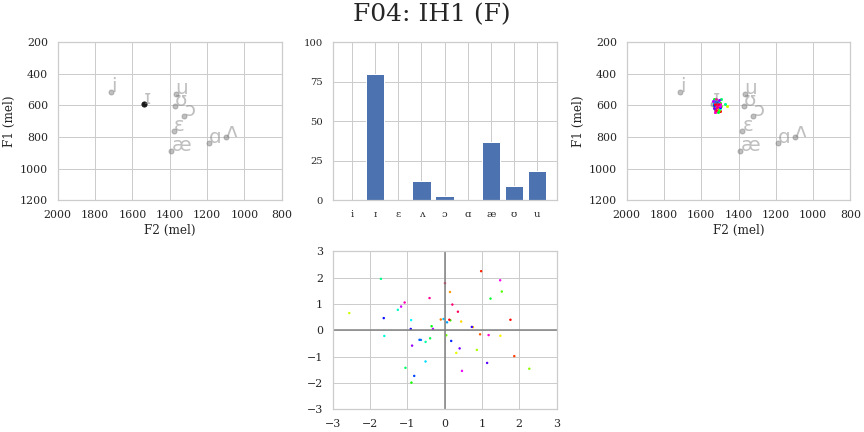 F04: IH1 (F)
200
400
600
800
1000
1200
F1 (mel)
i
ɪ
u
ʊ
ɔ
ɛ
ʌ
ɑ
æ
2000 1800 1600 1400 1200 1000 800
F2 (mel)
100
75
50
25
0
i ɪ ɛ ʌ ɔ ɑ æ ʊ u
200
400
600
800
1000
1200
F1 (mel)
i
ɪ
u
ʊ
ɔ
ɛ
ʌ
ɑ
æ
2000 1800 1600 1400 1200 1000 800
F2 (mel)
3
2
1
0
−1
−2
−3
−3 −2 −1 0 1 2 3